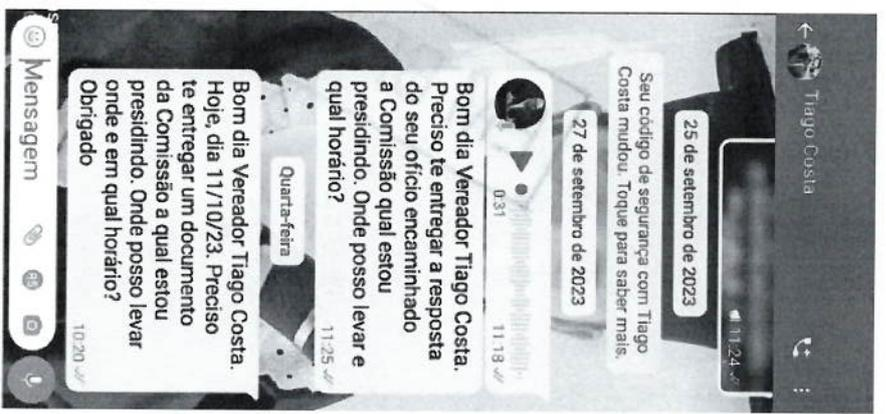 Tiago Costa
11:24
25 de setembro de 2023
Seu código de segurança com Tiago
Costa mudou. Toque para saber mais.
27 de setembro de 2023
0:31
11:18
Bom dia Vereador Tiago Costa.
Preciso te entregar a resposta
do seu ofício encaminhado
a Comissão qual estou
presidindo. Onde posso levar e
qual horário?
11:25
Quarta-feira
Bom dia Vereador Tiago Costa.
Hoje, dia 11/10/23. Preciso
te entregar um documento
da Comissão a qual estou
presidindo. Onde posso levar
onde e em qual horário?
Obrigado
10:20
Mensagem